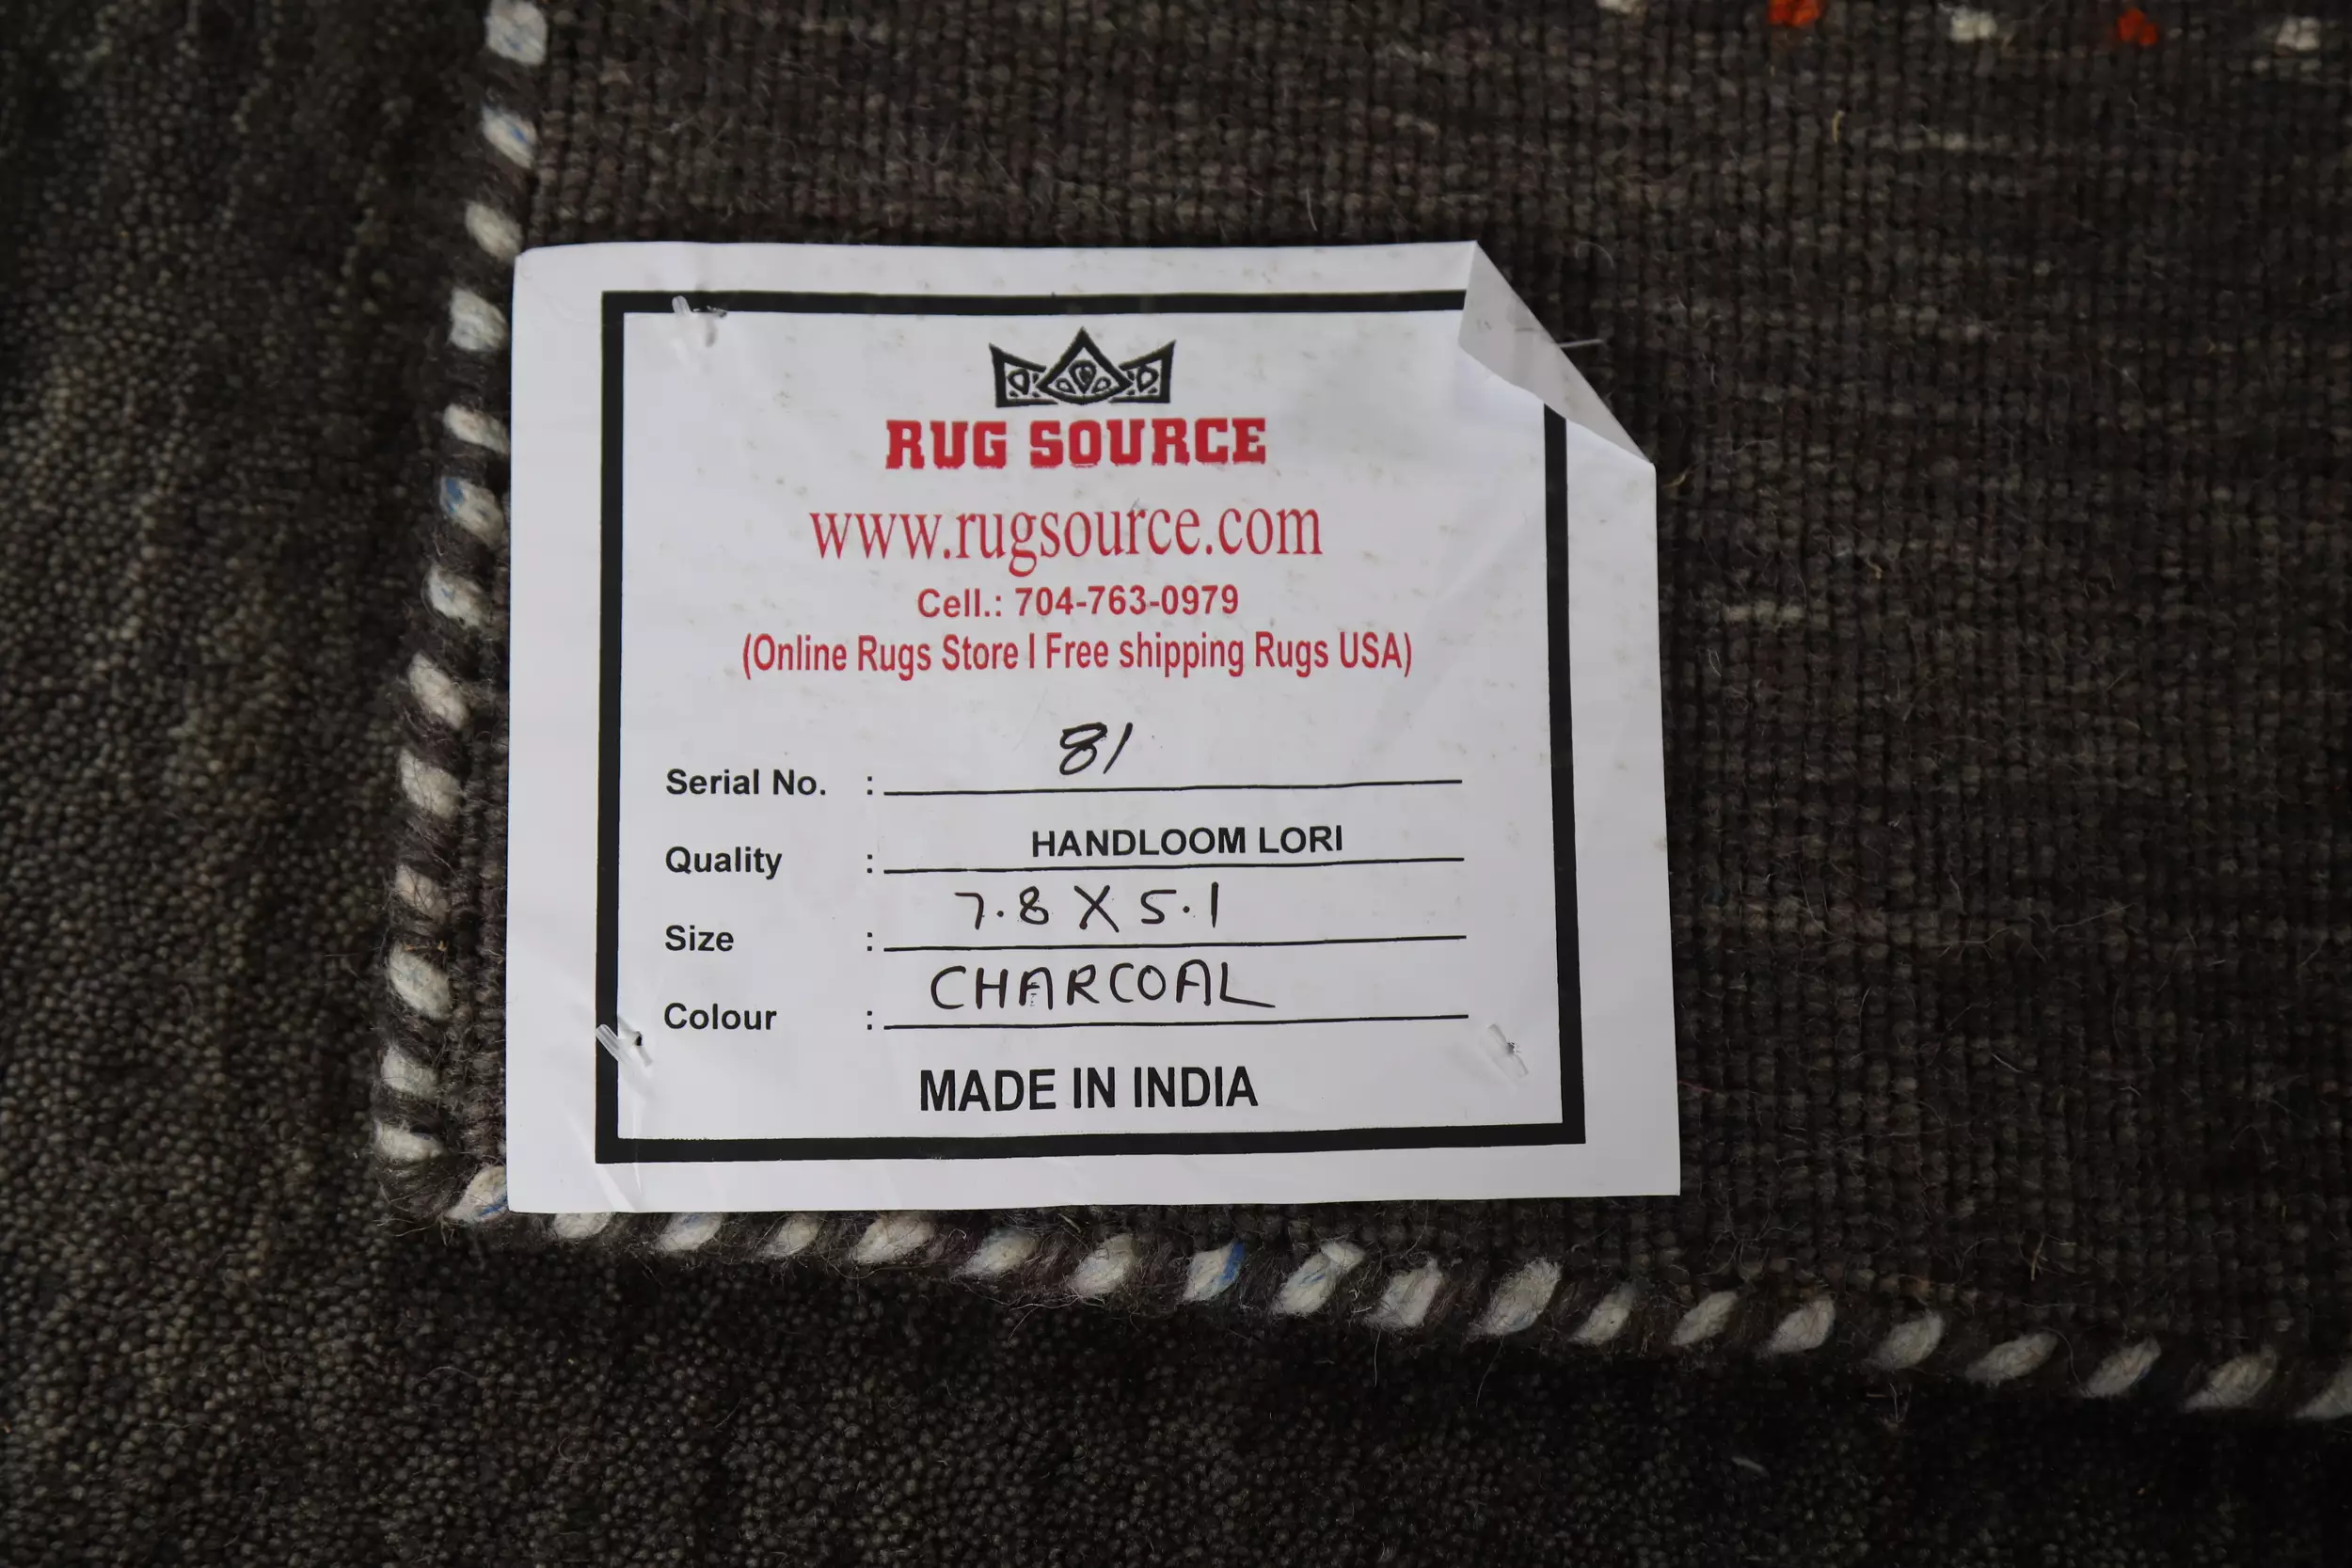 RUG SOURCE
www.rugsource.com
Cell.: 704-763-0979
(Online Rugs Store I Free shipping Rugs USA)
Serial No. : 81
Quality : HANDLOOM LORI
Size : 7.8 X 5.1
Colour : CHARCOAL
MADE IN INDIA